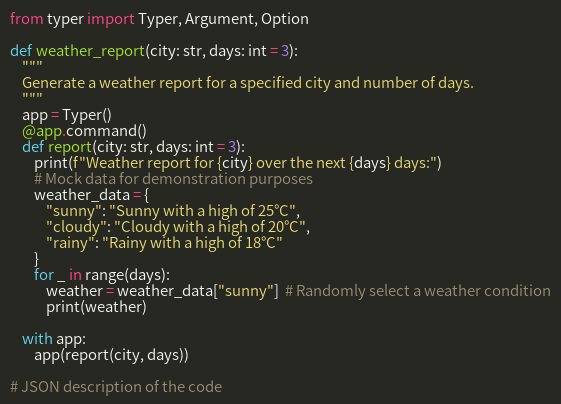 from typer import Typer, Argument, Option

def weather_report(city: str, days: int = 3):
    """
    Generate a weather report for a specified city and number of days.
    """
    app = Typer()
    @app.command()
    def report(city: str, days: int = 3):
        print(f"Weather report for {city} over the next {days} days:")
        # Mock data for demonstration purposes
        weather_data = {
            "sunny": "Sunny with a high of 25°C",
            "cloudy": "Cloudy with a high of 20°C",
            "rainy": "Rainy with a high of 18°C"
        }
        for _ in range(days):
            weather = weather_data["sunny"]  # Randomly select a weather condition
            print(weather)

    with app:
        app(report(city, days))

# JSON description of the code